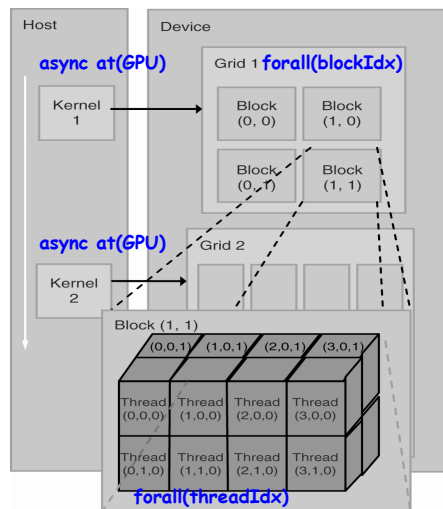 Host
Device
async at(GPU)
Grid 1 forall(blockIdx)
Kernel
1
Block
(0, 0)
Block
(1, 0)
Block
(0, 1)
Block
(1, 1)
async at(GPU)
Grid 2
Kernel
2
Block (1, 1)
(0,0,1) (1,0,1) (2,0,1) (3,0,1)
Thread Thread Thread Thread
(0,0,0) (1,0,0) (2,0,0) (3,0,0)
Thread Thread Thread Thread
(0,1,0) (1,1,0) (2,1,0) (3,1,0)
forall(threadIdx)